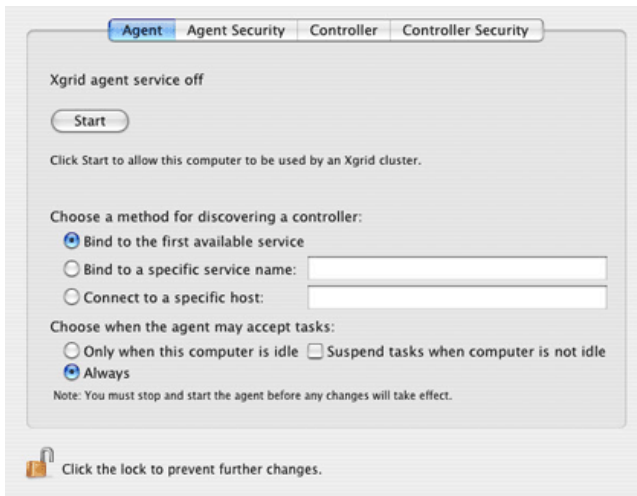 Agent Agent Security Controller Controller Security
Xgrid agent service off
Start
Click Start to allow this computer to be used by an Xgrid cluster.
Choose a method for discovering a controller:
Bind to the first available service
Bind to a specific service name:
Connect to a specific host:
Choose when the agent may accept tasks:
Only when this computer is idle Suspend tasks when computer is not idle
Always
Note: You must stop and start the agent before any changes will take effect.
Click the lock to prevent further changes.